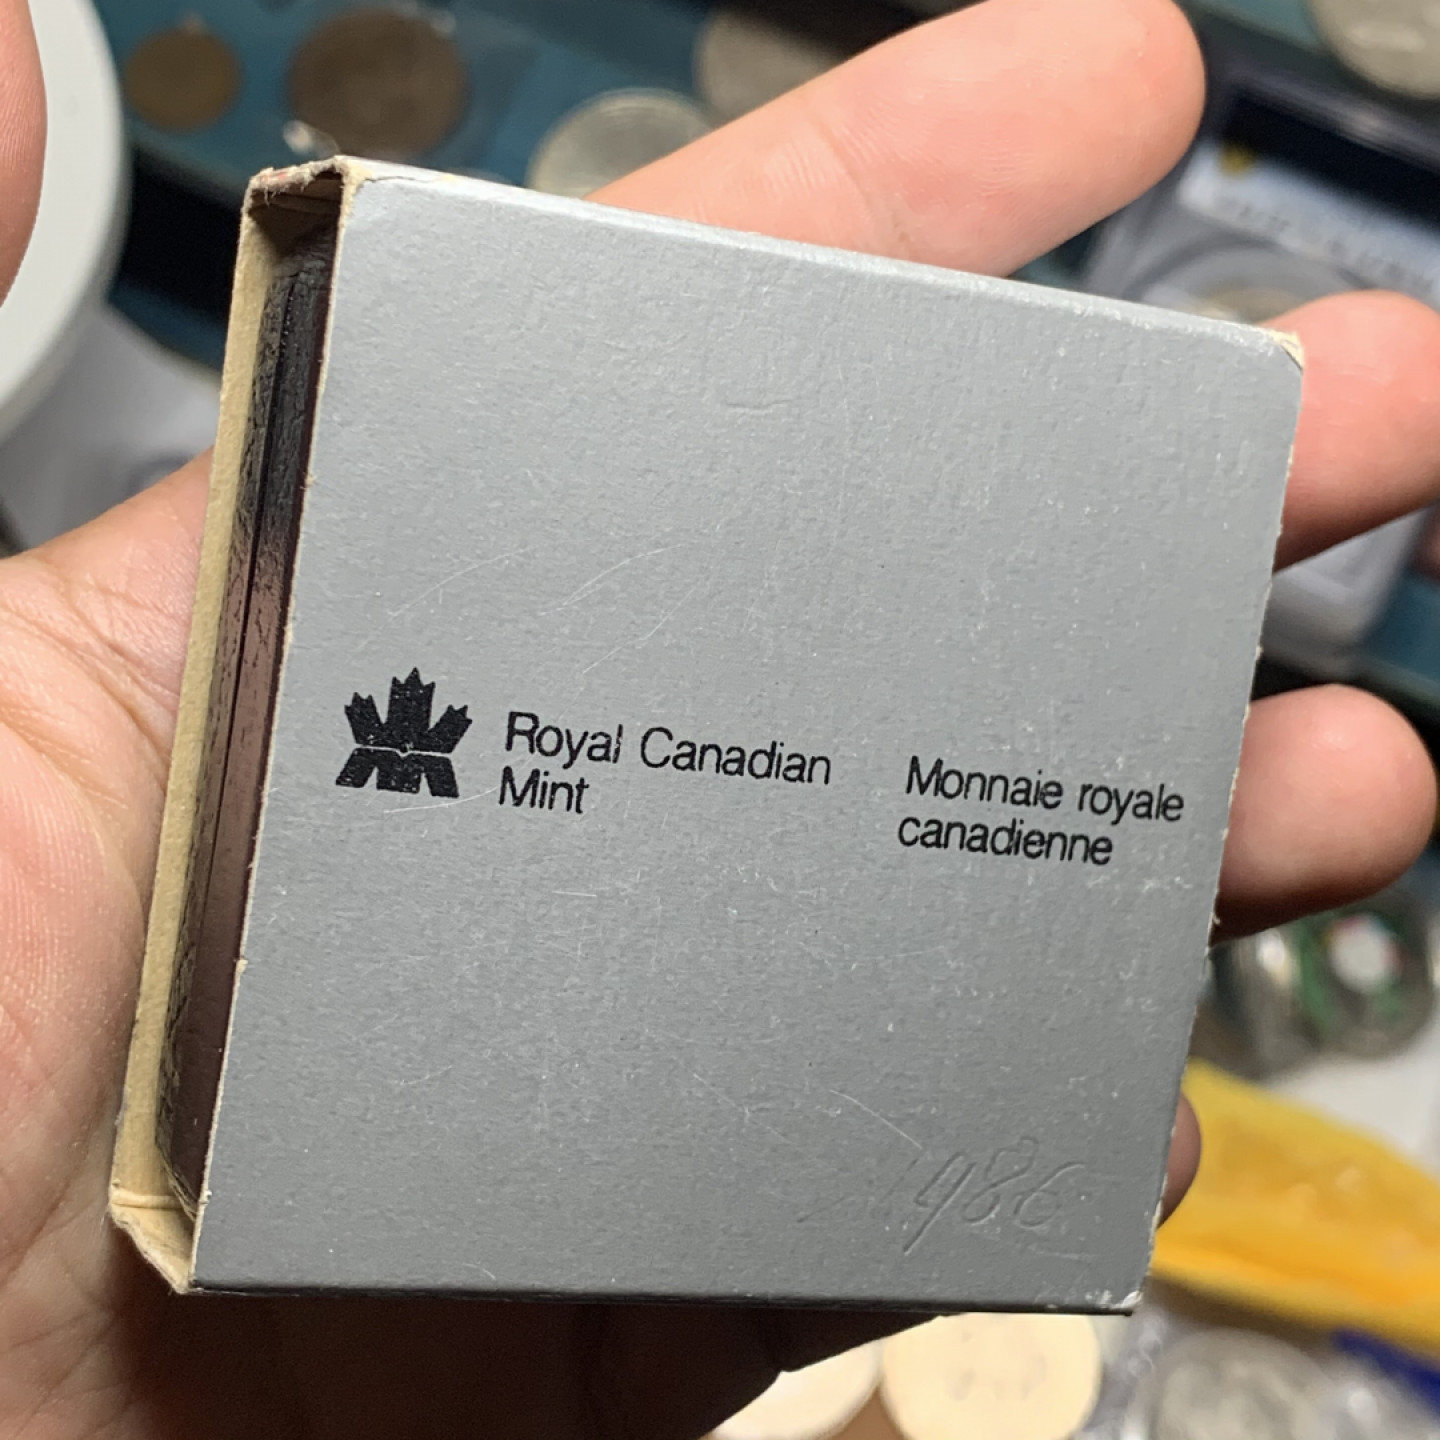 Royal Canadian
Mint
Monnaie royale
canadienne
1986